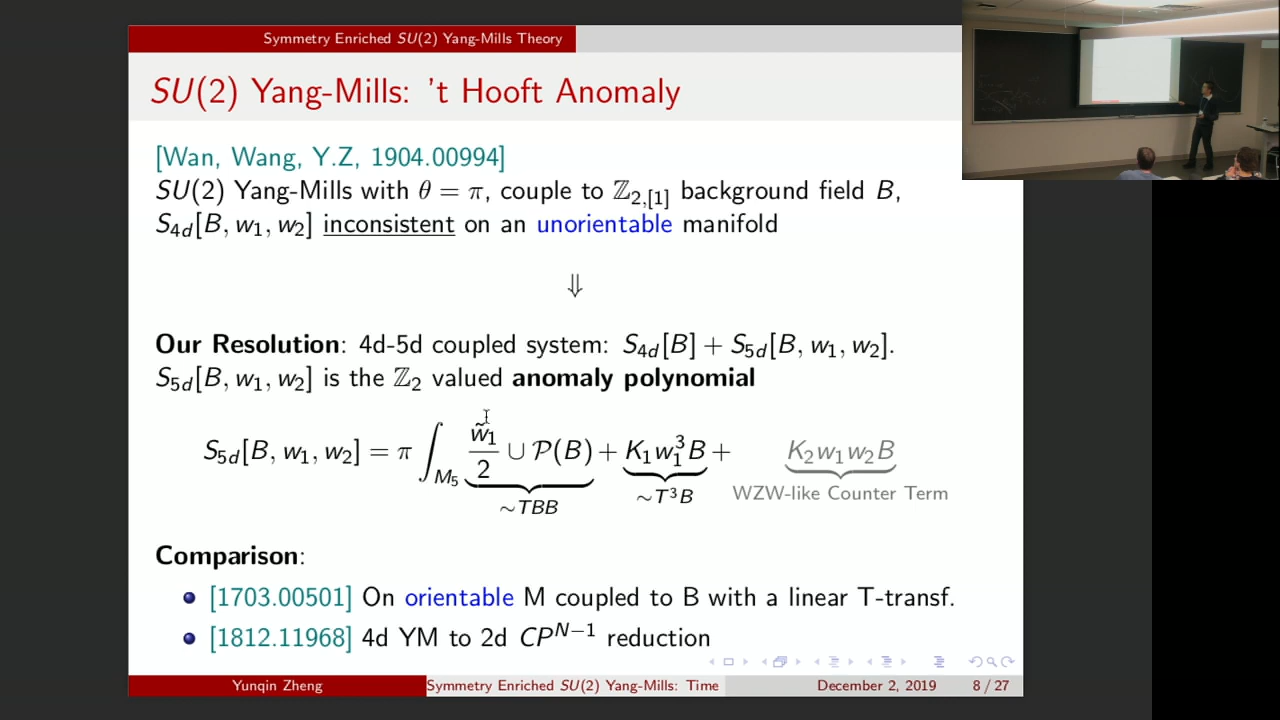 Symmetry Enriched SU(2) Yang-Mills Theory
SU(2) Yang-Mills: 't Hooft Anomaly
[Wan, Wang, Y.Z, 1904.00994]
SU(2) Yang-Mills with θ = π, couple to ℤ₂,[1] background field B,
S₄d[B, w₁, w₂] inconsistent on an unorientable manifold
⇓
Our Resolution: 4d-5d coupled system: S₄d[B] + S₅d[B, w₁, w₂].
S₅d[B, w₁, w₂] is the ℤ₂ valued anomaly polynomial
S₅d[B, w₁, w₂] = π ∫_M₅ w̃₁/2 ∪ 𝒫(B) + K₁w₁³B + K₂w₁w₂B
∼TBB ∼T³B WZW-like Counter Term
Comparison:
[1703.00501] On orientable M coupled to B with a linear T-transf.
[1812.11968] 4d YM to 2d CPᴺ⁻¹ reduction
Yunqin Zheng Symmetry Enriched SU(2) Yang-Mills: Time December 2, 2019 8 / 27